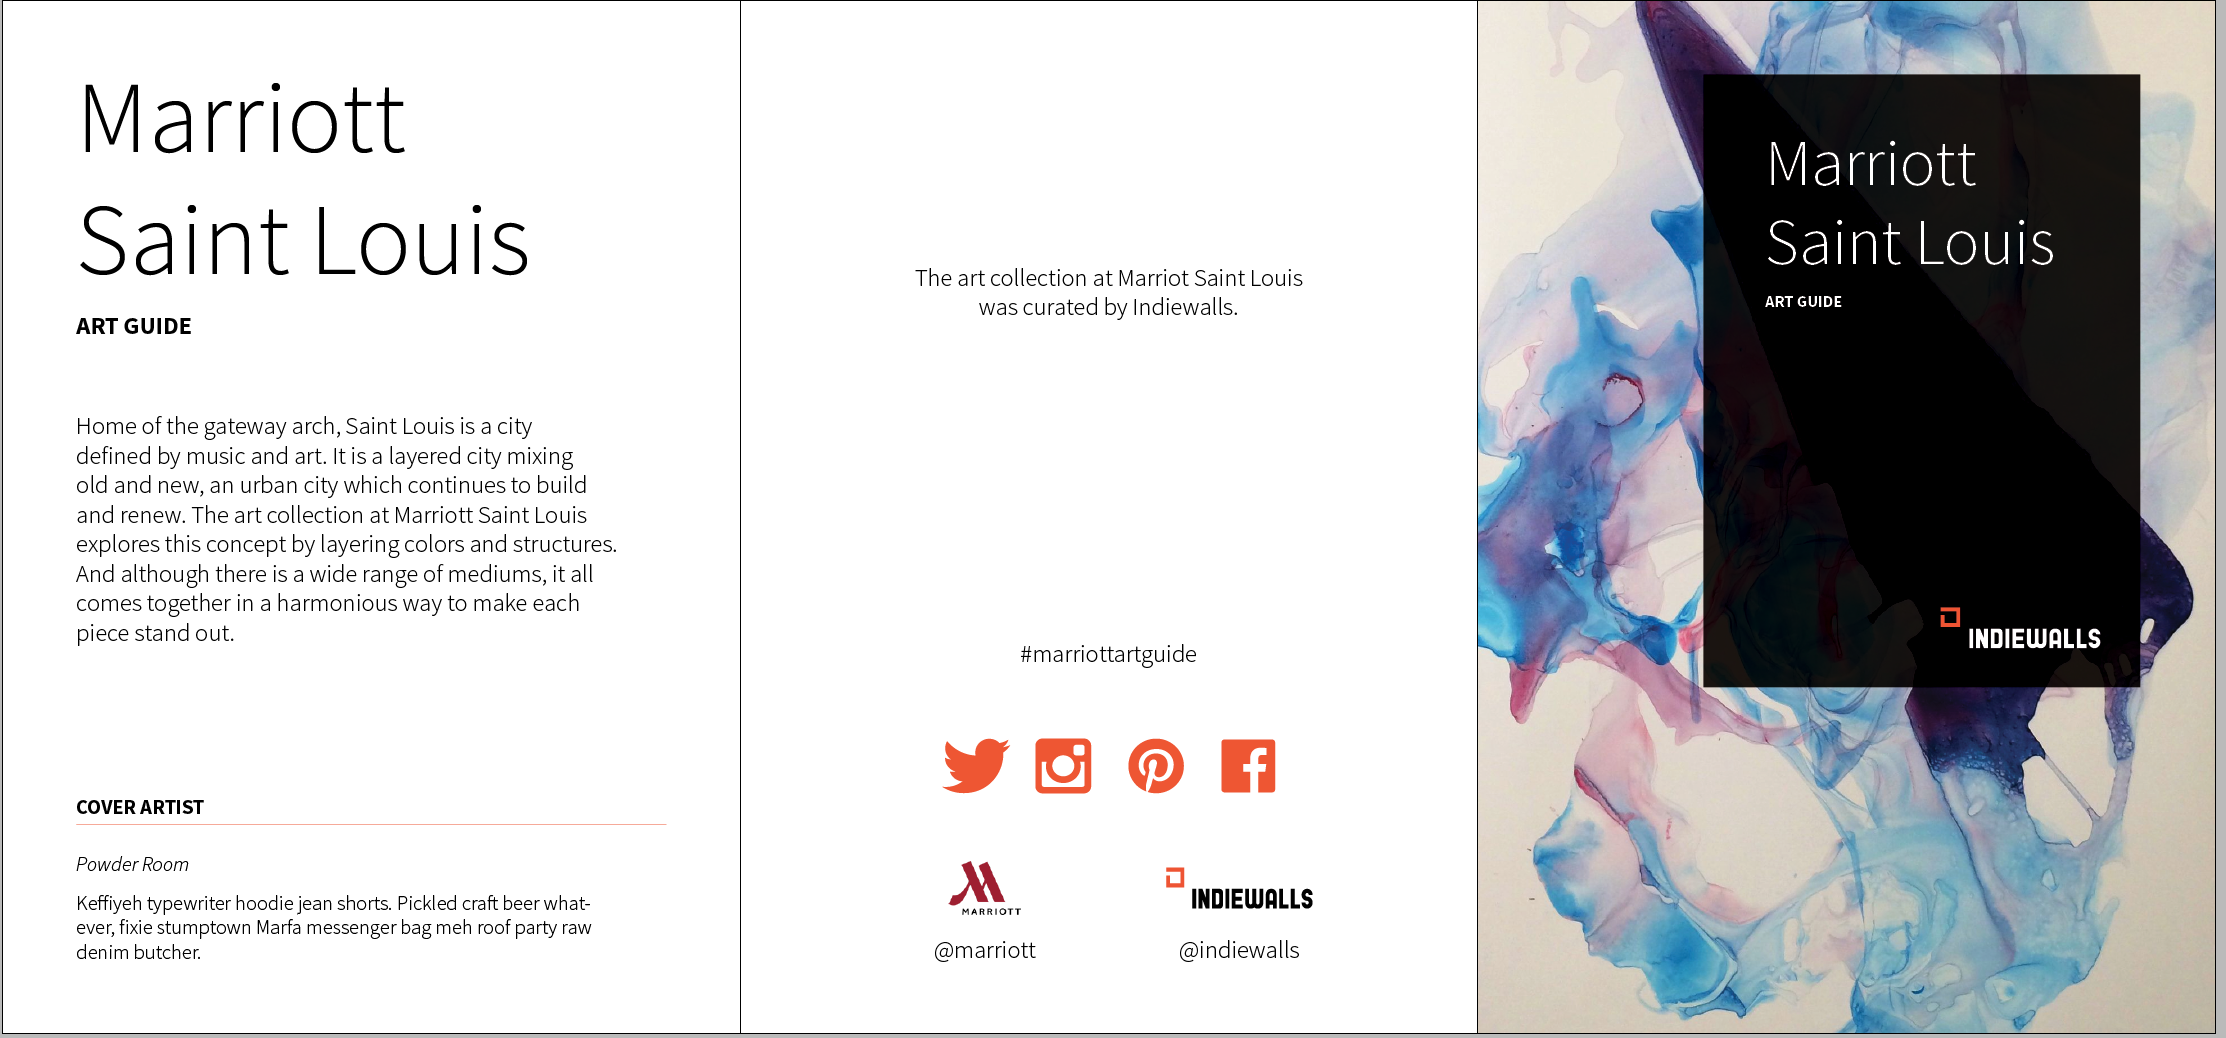 Marriott
Saint Louis
ART GUIDE
Home of the gateway arch, Saint Louis is a city
defined by music and art. It is a layered city mixing
old and new, an urban city which continues to build
and renew. The art collection at Marriott Saint Louis
explores this concept by layering colors and structures.
And although there is a wide range of mediums, it all
comes together in a harmonious way to make each
piece stand out.
COVER ARTIST
Powder Room
Keffiyeh typewriter hoodie jean shorts. Pickled craft beer what-
ever, fixie stumptown Marfa messenger bag meh roof party raw
denim butcher.
The art collection at Marriot Saint Louis
was curated by Indiewalls.
#marriottartguide
MARRIOTT
@marriott
INDIEWALLS
@indiewalls
Marriott
Saint Louis
ART GUIDE
INDIEWALLS